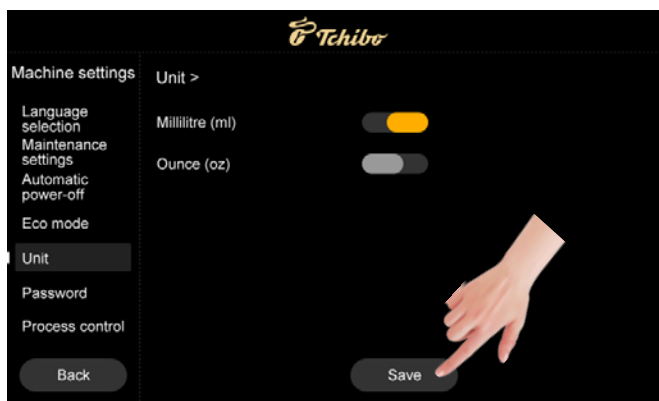 Tchibo
Machine settings
Unit >
Language
selection
Maintenance
settings
Automatic
power-off
Eco mode
Unit
Password
Process control
Back
Millilitre (ml)
Ounce (oz)
Save